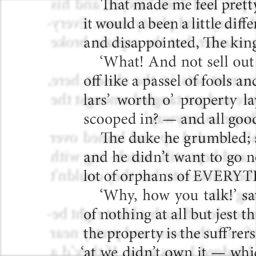 That made me feel pretty
it would a been a little differ
and disappointed, The king
'What! And not sell out
off like a passel of fools and
lars' worth o' property lay
scooped in? — and all good
The duke he grumbled; s
and he didn't want to go
lot of orphans of EVERYTH
'Why, how you talk!' sa
of nothing at all but jest th
the property is the suff'rers
'at we didn't own it — whic